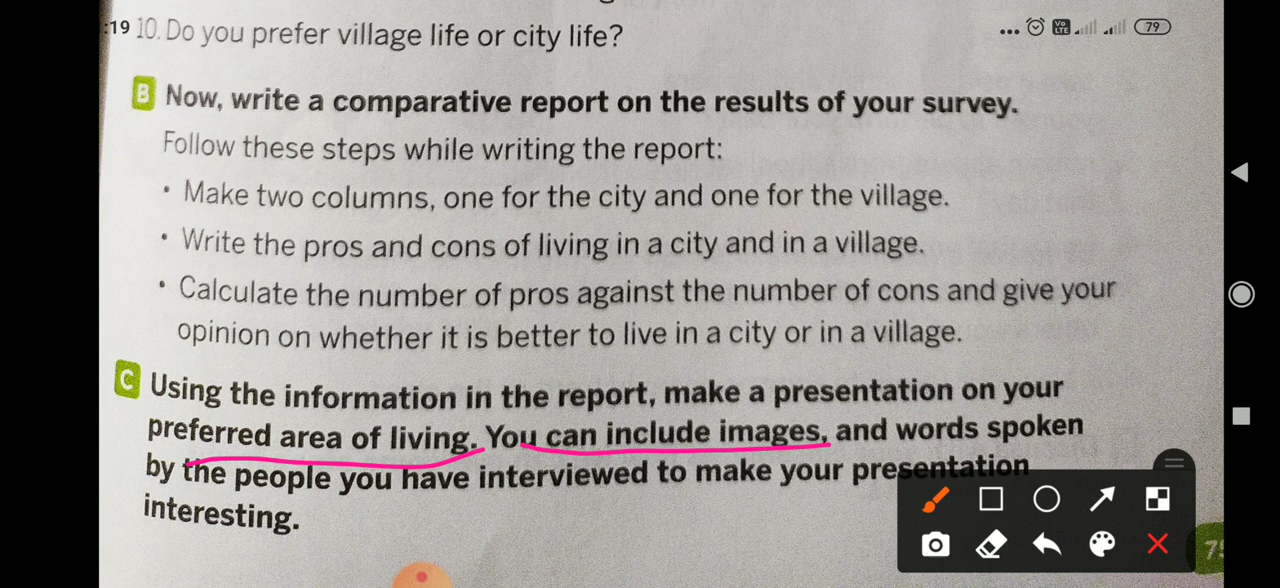 :19
79
10. Do you prefer village life or city life?
B Now, write a comparative report on the results of your survey.
Follow these steps while writing the report:
• Make two columns, one for the city and one for the village.
• Write the pros and cons of living in a city and in a village.
• Calculate the number of pros against the number of cons and give your
opinion on whether it is better to live in a city or in a village.
C Using the information in the report, make a presentation on your
preferred area of living. You can include images, and words spoken
by the people you have interviewed to make your presentation
interesting.